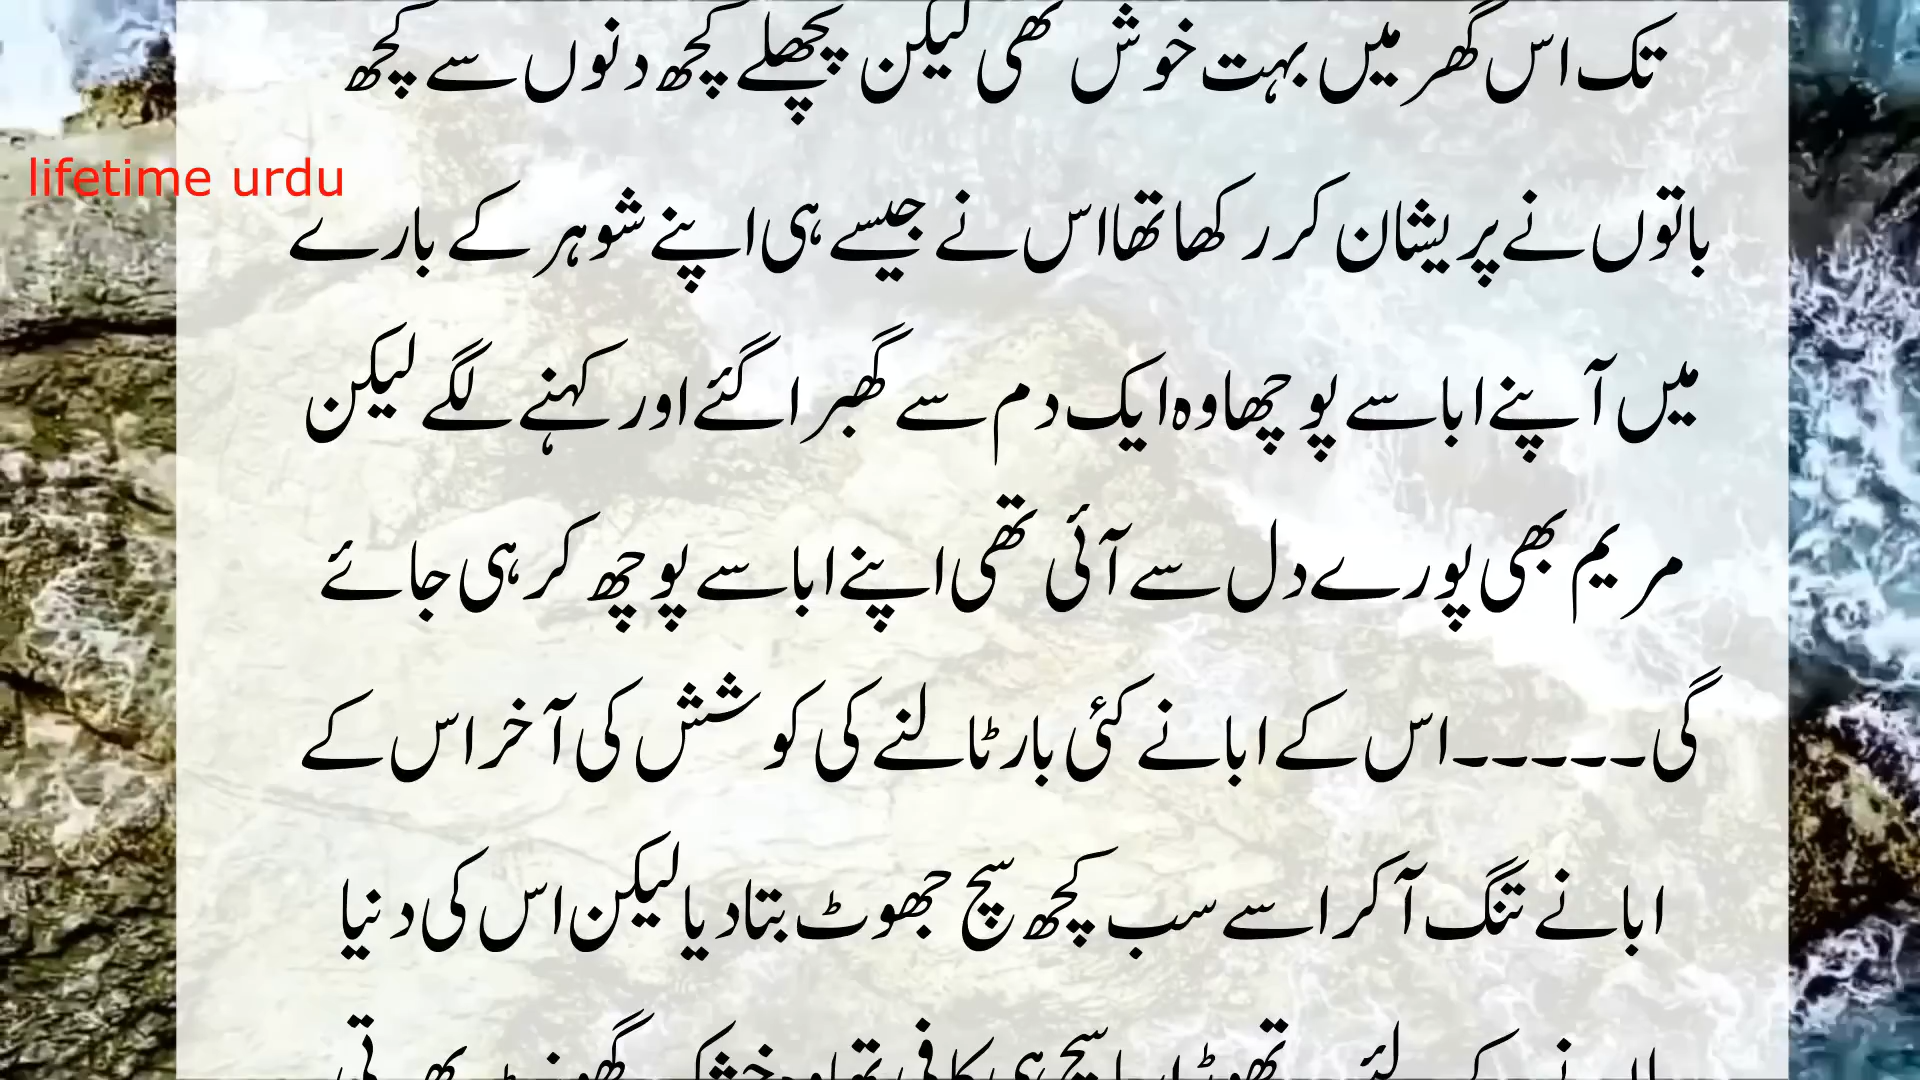 تک اس گھر میں بہت خوش تھی لیکن پچھلے کچھ دنوں سے کچھ
lifetime urdu
باتوں نے پریشان کر رکھا تھا اس نے جیسے ہی اپنے شوہر کے بارے
میں آپنے ابا سے پوچھا وہ ایک دم سے گھبرا گئے اور کہنے لگے لیکن
مریم بھی پورے دل سے آئی تھی اپنے ابا سے پوچھ کر ہی جائے
گی۔۔۔۔۔اس کے ابا نے کئی بار ٹالنے کی کوشش کی آخر اس کے
ابا نے تنگ آ کر اسے سب کچھ سچ جھوٹ بتا دیا لیکن اس کی دنیا